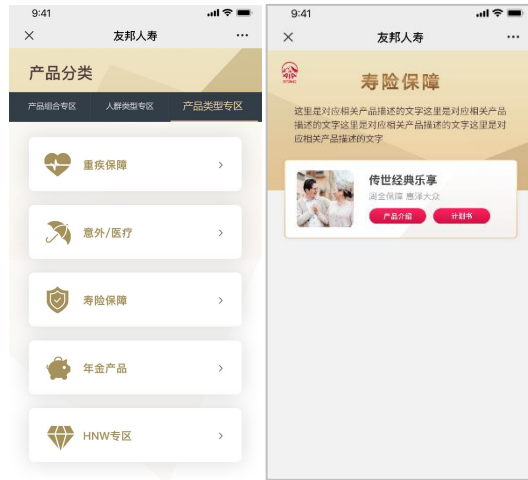 9:41
友邦人寿
产品分类
产品组合专区 人群类型专区 产品类型专区
重疾保障
意外/医疗
寿险保障
年金产品
HNW专区
9:41
友邦人寿
AIA
寿险保障
这里是对应相关产品描述的文字这里是对应相关产品
描述的文字这里是对应相关产品描述的文字这里是对
应相关产品描述的文字
传世经典乐享
湖全保障 惠泽大众
产品介绍 计划书